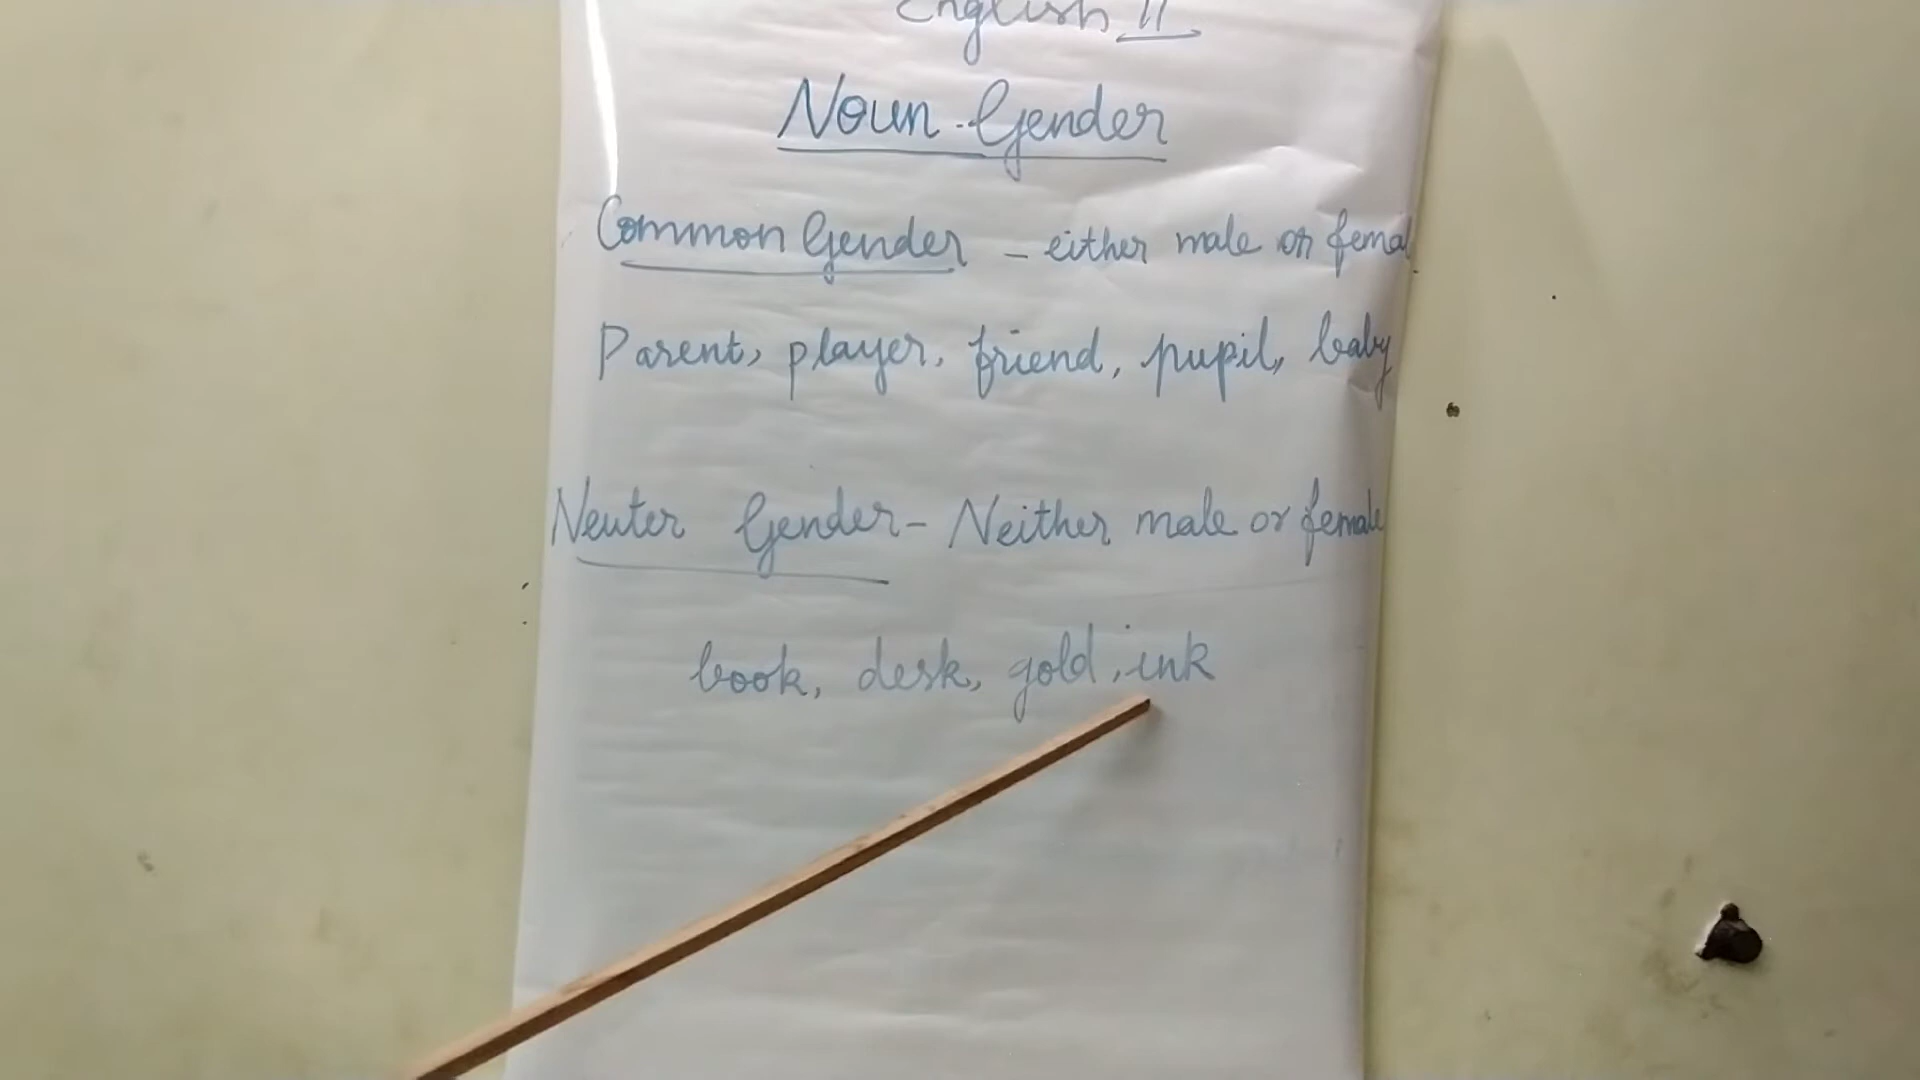 English II
Noun-Gender
Common Gender - either male or femal
Parent, player, friend, pupil, baby
Neuter Gender - Neither male or female
book, desk, gold, ink